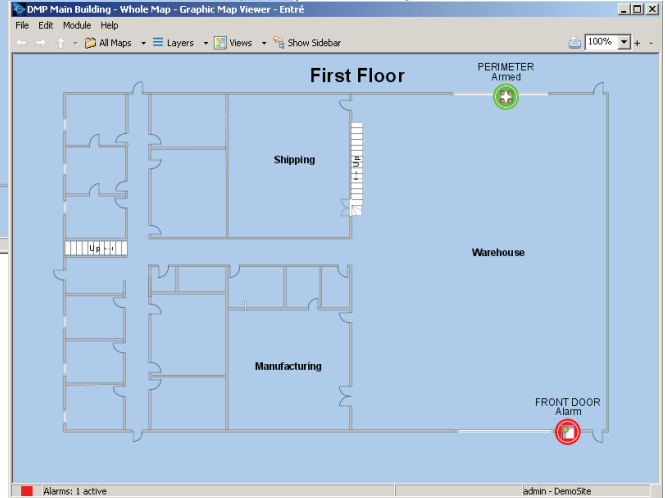 DMP Main Building - Whole Map - Graphic Map Viewer - Entré
File Edit Module Help
All Maps Layers Views Show Sidebar 100% + -
First Floor
PERIMETER
Armed
Shipping
Up
Up
Warehouse
Manufacturing
FRONT DOOR
Alarm
Alarms: 1 active admin - DemoSite